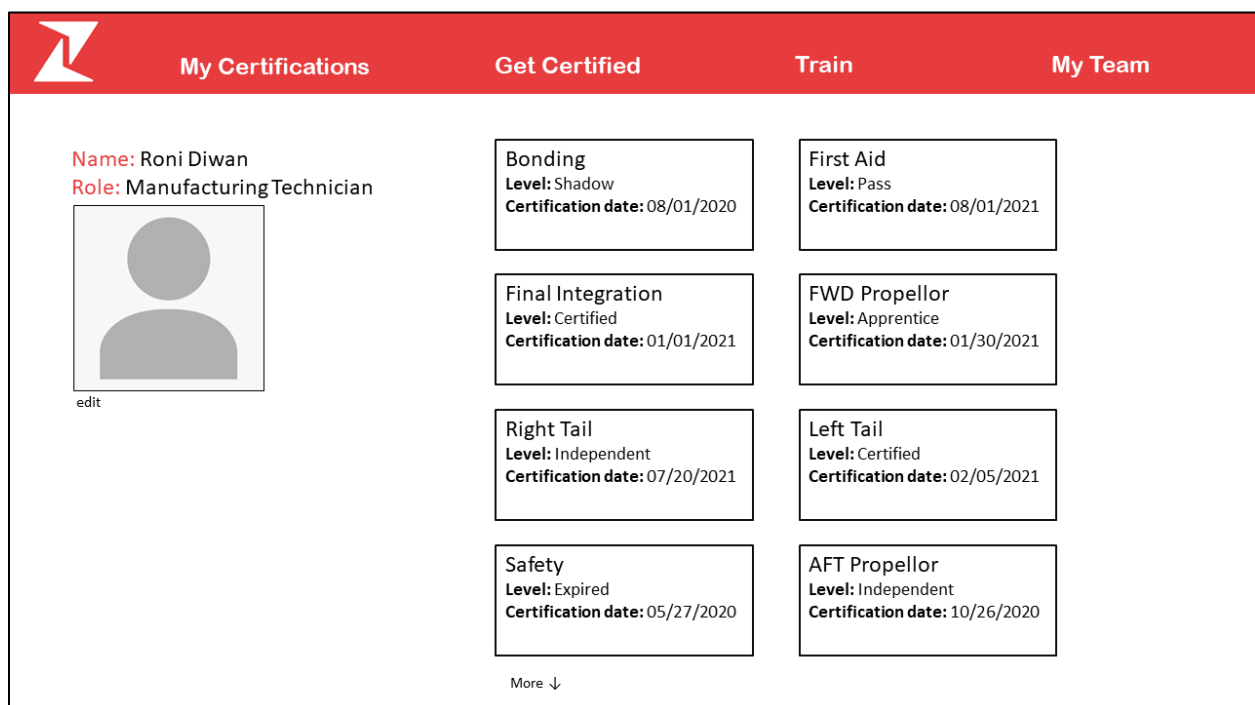 My Certifications
Get Certified
Train
My Team
Name: Roni Diwan
Role: Manufacturing Technician
edit
Bonding
Level: Shadow
Certification date: 08/01/2020
First Aid
Level: Pass
Certification date: 08/01/2021
Final Integration
Level: Certified
Certification date: 01/01/2021
FWD Propellor
Level: Apprentice
Certification date: 01/30/2021
Right Tail
Level: Independent
Certification date: 07/20/2021
Left Tail
Level: Certified
Certification date: 02/05/2021
Safety
Level: Expired
Certification date: 05/27/2020
AFT Propellor
Level: Independent
Certification date: 10/26/2020
More ↓